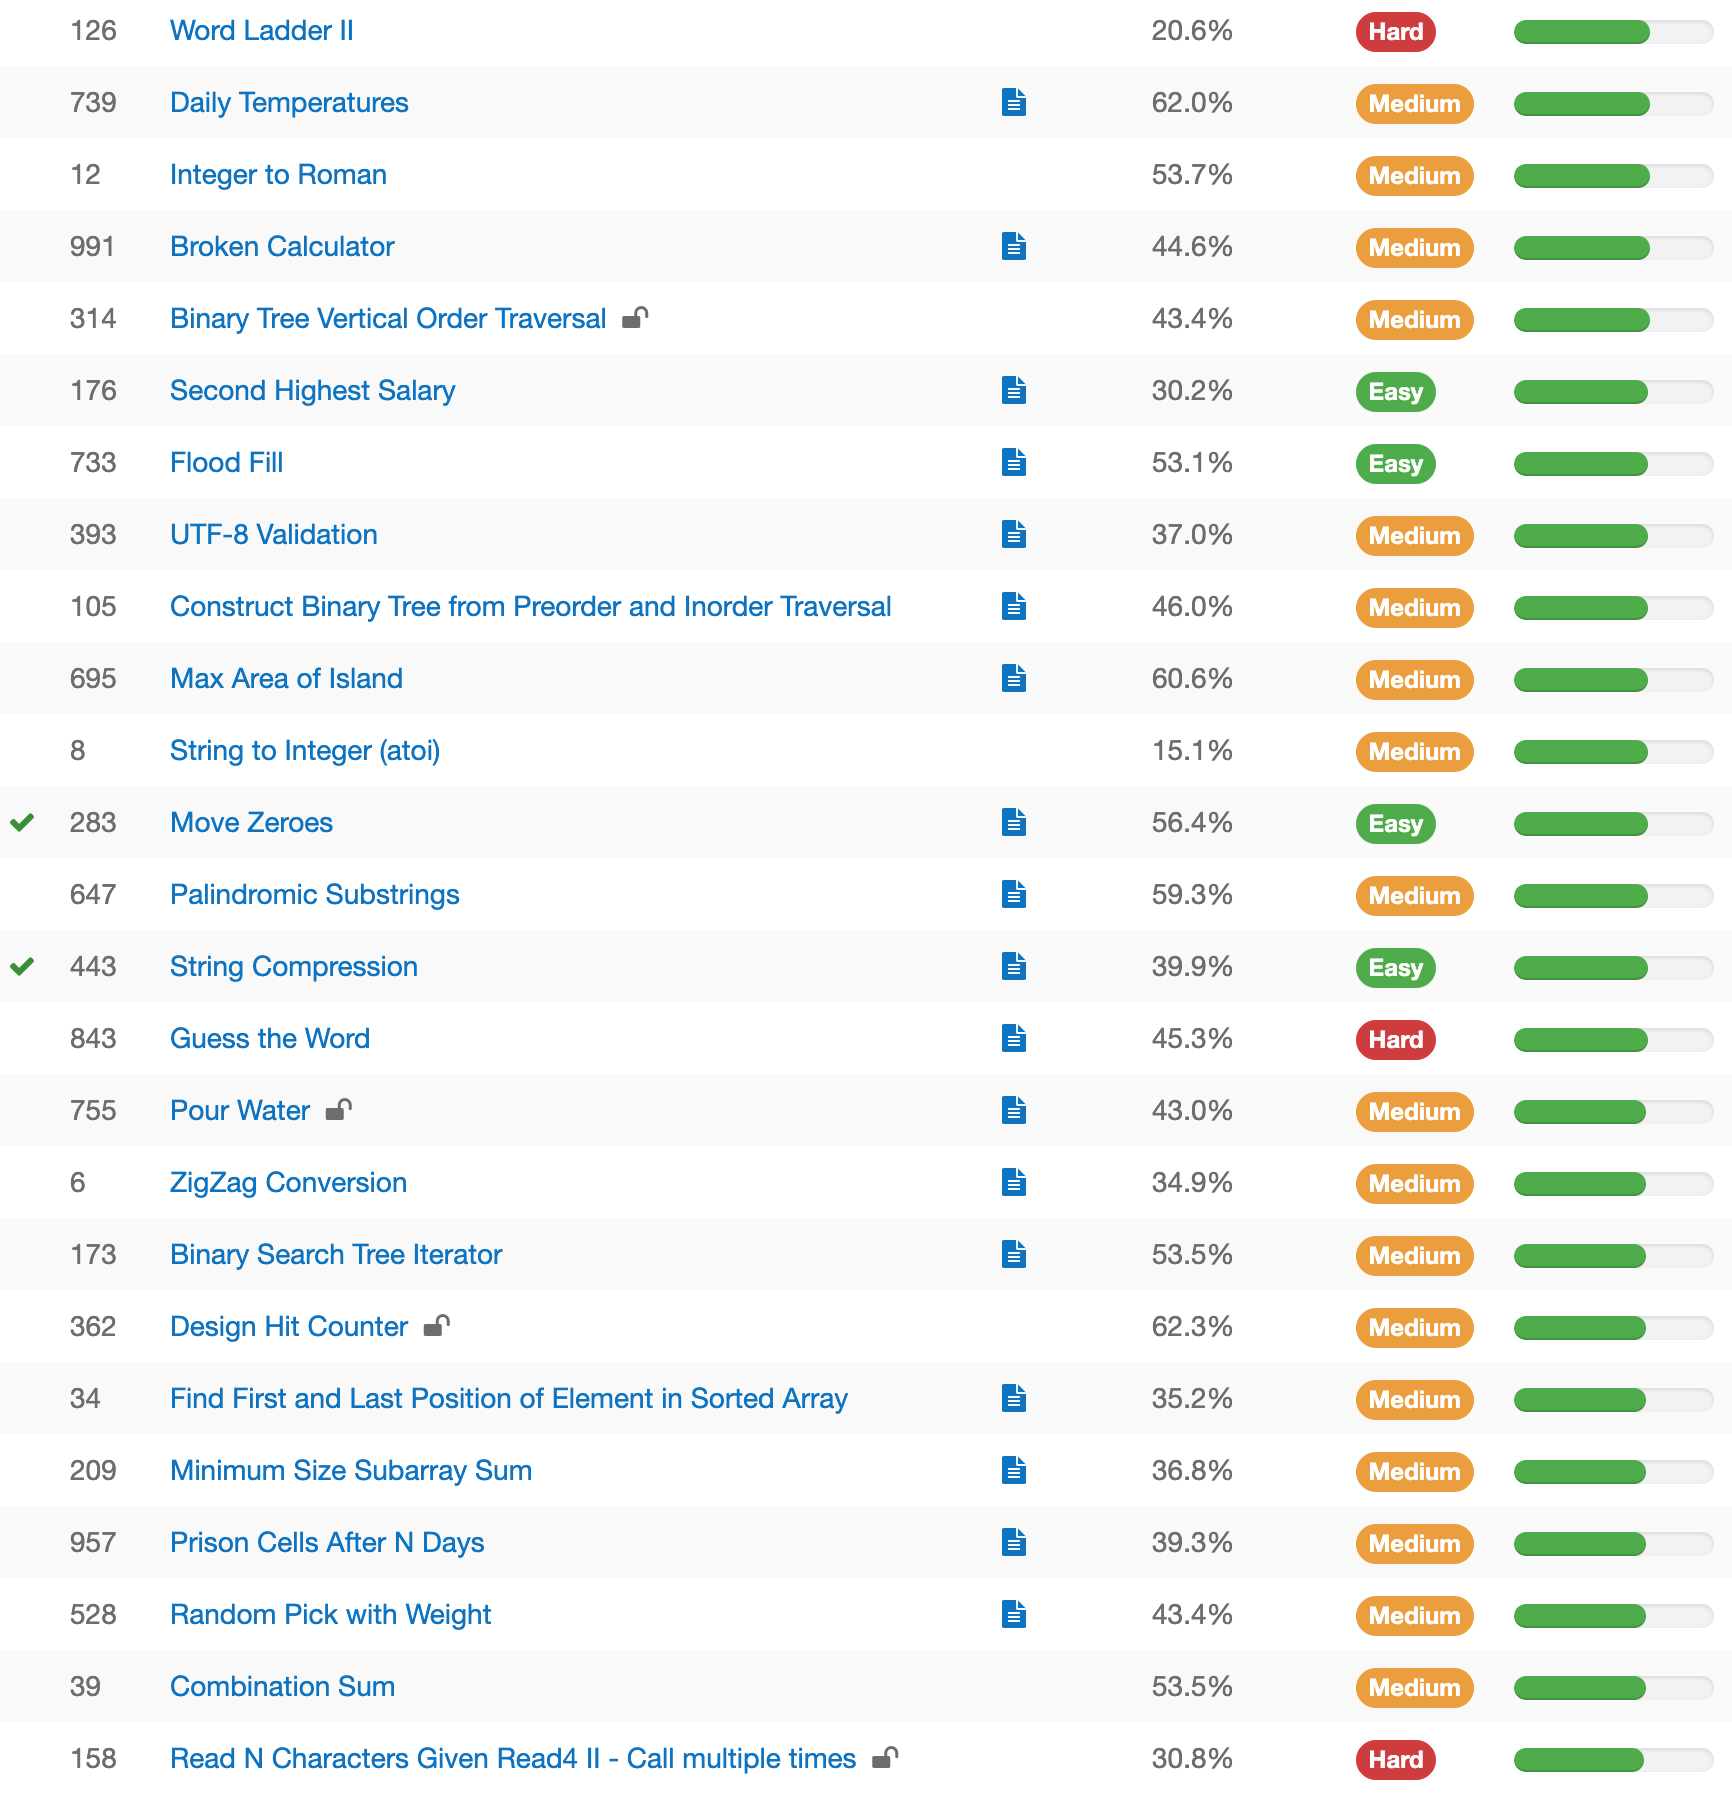 126 Word Ladder II 20.6% Hard
739 Daily Temperatures 62.0% Medium
12 Integer to Roman 53.7% Medium
991 Broken Calculator 44.6% Medium
314 Binary Tree Vertical Order Traversal 43.4% Medium
176 Second Highest Salary 30.2% Easy
733 Flood Fill 53.1% Easy
393 UTF-8 Validation 37.0% Medium
105 Construct Binary Tree from Preorder and Inorder Traversal 46.0% Medium
695 Max Area of Island 60.6% Medium
8 String to Integer (atoi) 15.1% Medium
283 Move Zeroes 56.4% Easy
647 Palindromic Substrings 59.3% Medium
443 String Compression 39.9% Easy
843 Guess the Word 45.3% Hard
755 Pour Water 43.0% Medium
6 ZigZag Conversion 34.9% Medium
173 Binary Search Tree Iterator 53.5% Medium
362 Design Hit Counter 62.3% Medium
34 Find First and Last Position of Element in Sorted Array 35.2% Medium
209 Minimum Size Subarray Sum 36.8% Medium
957 Prison Cells After N Days 39.3% Medium
528 Random Pick with Weight 43.4% Medium
39 Combination Sum 53.5% Medium
158 Read N Characters Given Read4 II - Call multiple times 30.8% Hard